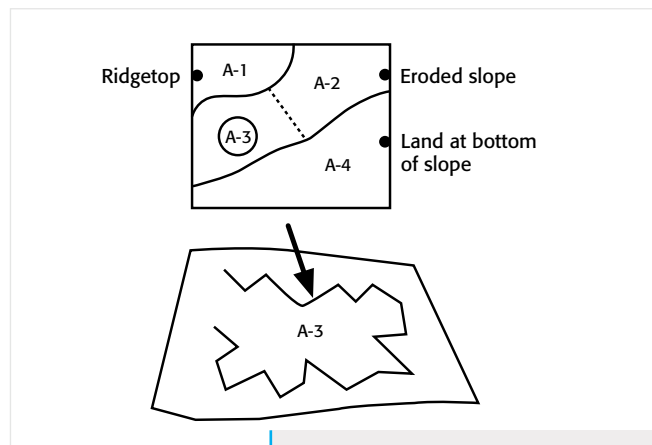 A-1
Ridgetop
A-2
Eroded slope
A-3
Land at bottom
of slope
A-4
A-3